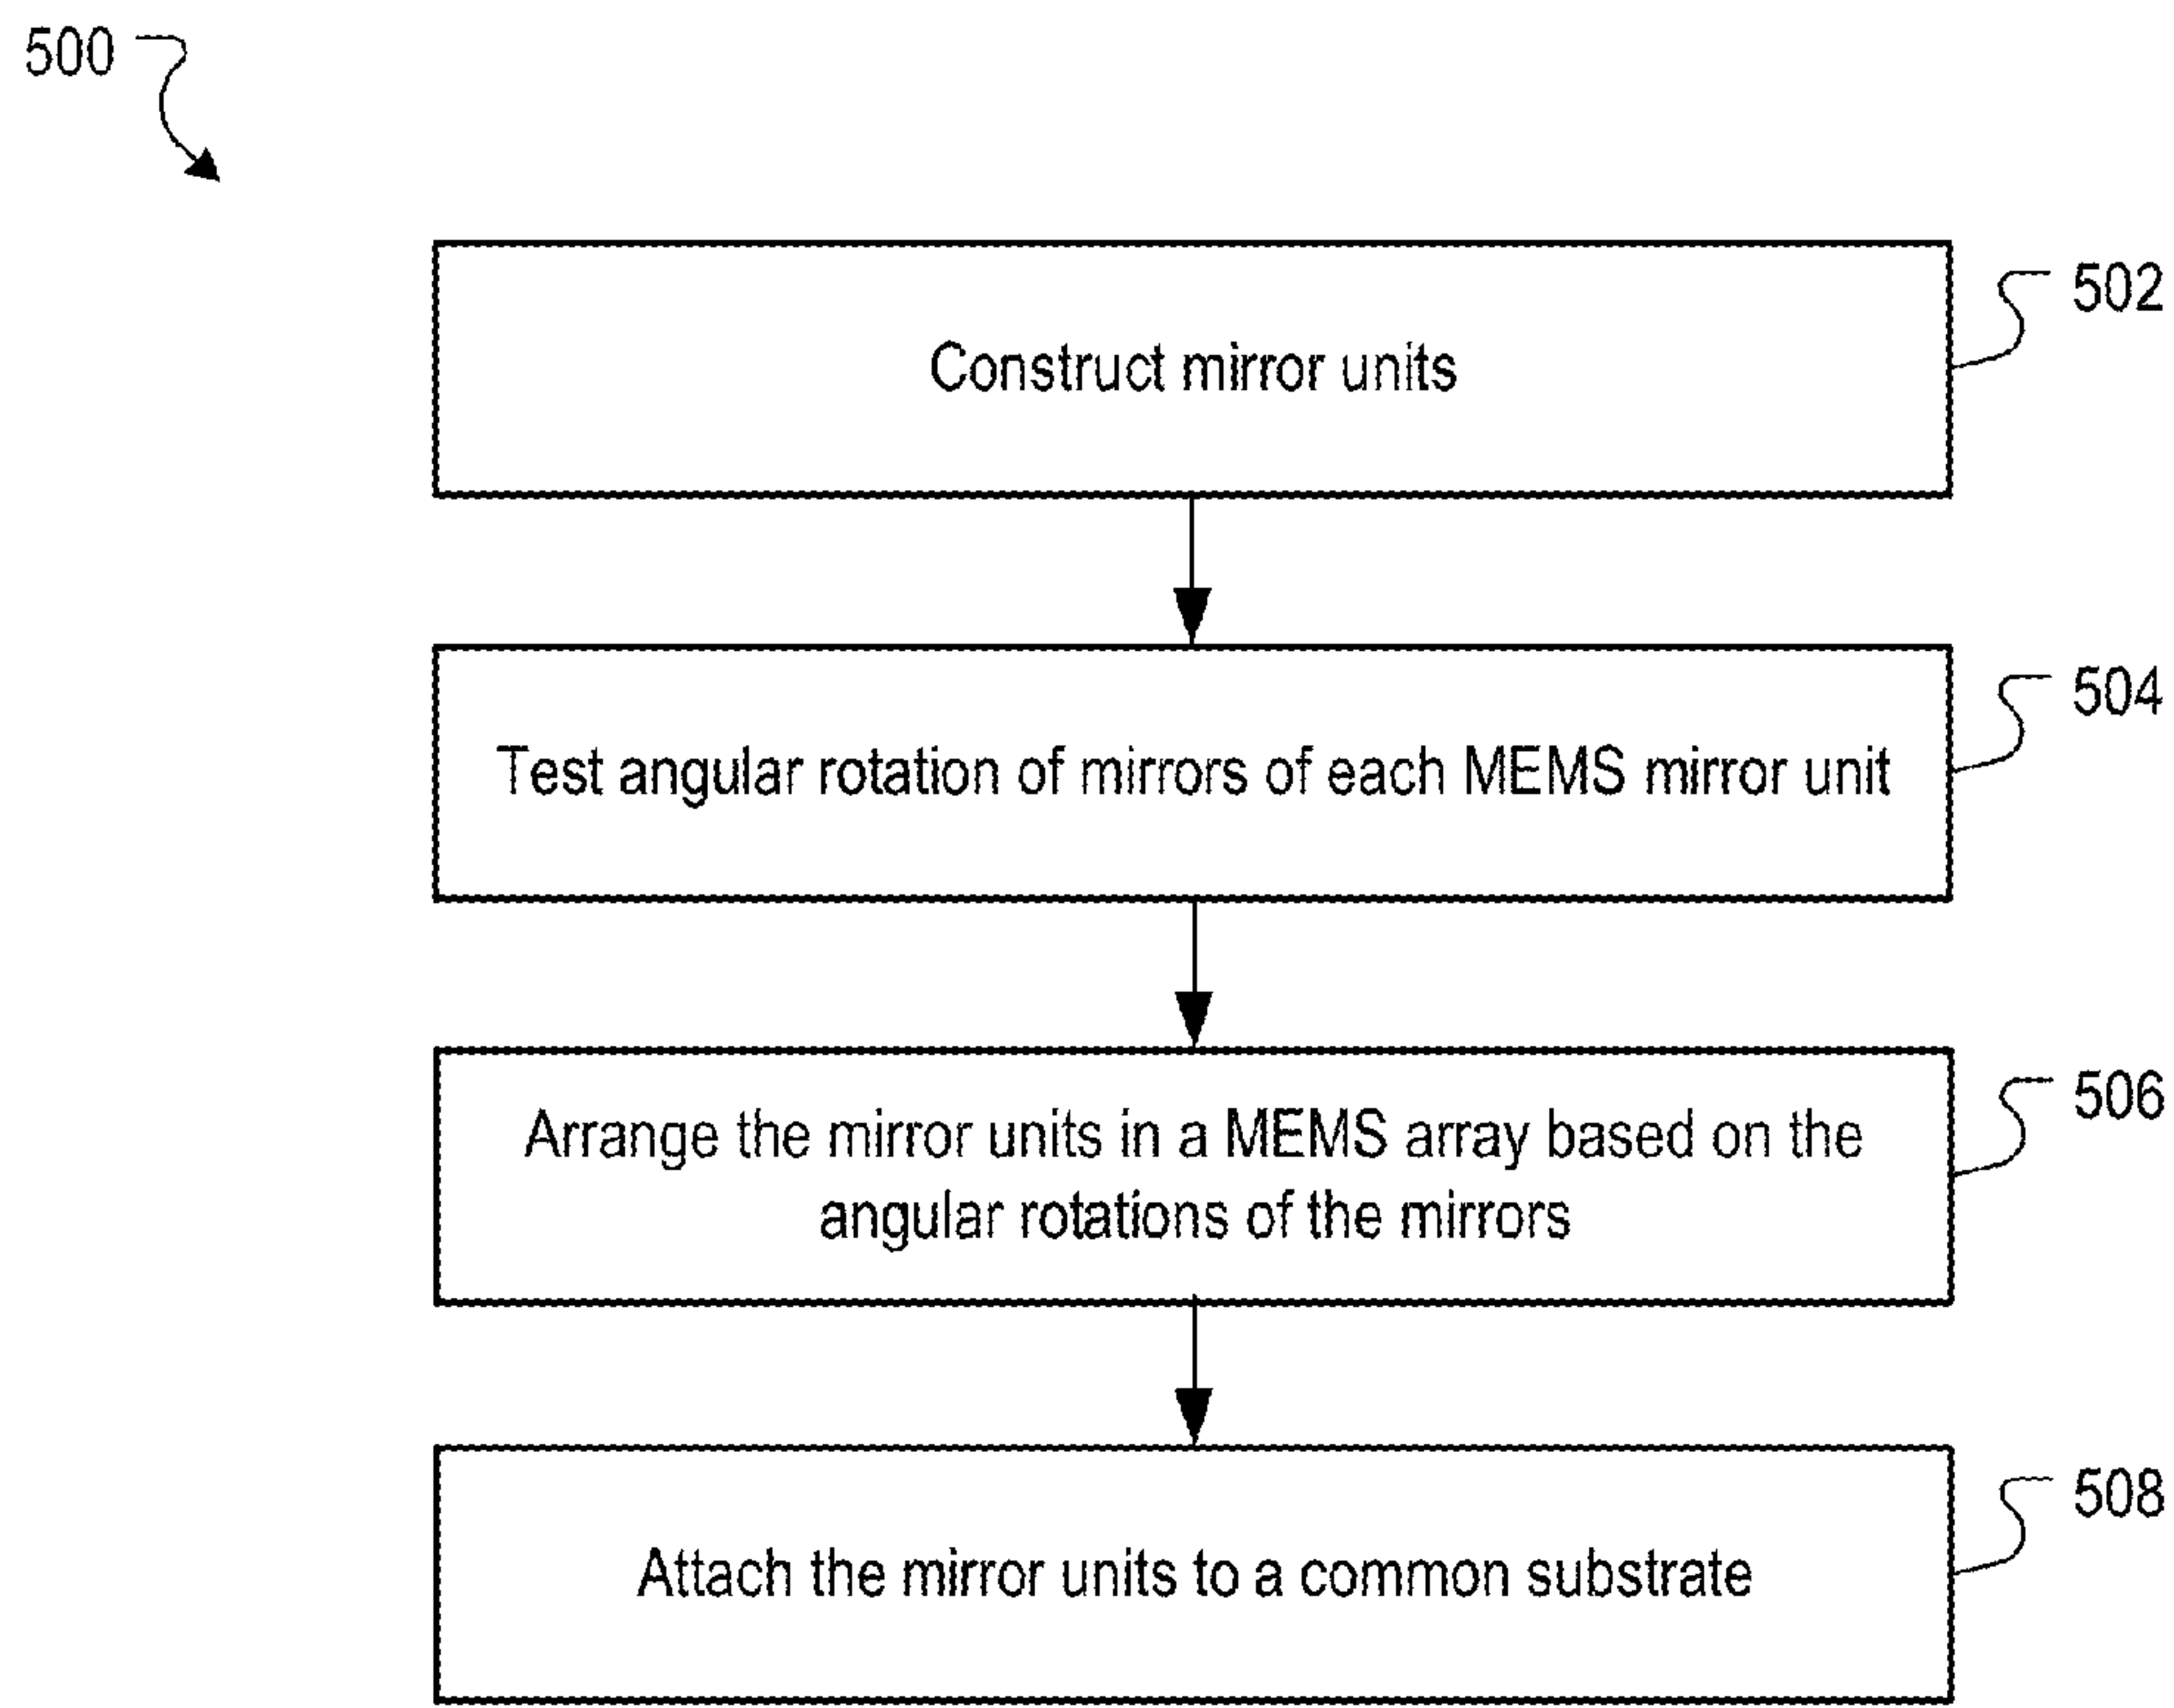 500
502
Construct mirror units
504
Test angular rotation of mirrors of each MEMS mirror unit
506
Arrange the mirror units in a MEMS array based on the
angular rotations of the mirrors
508
Attach the mirror units to a common substrate